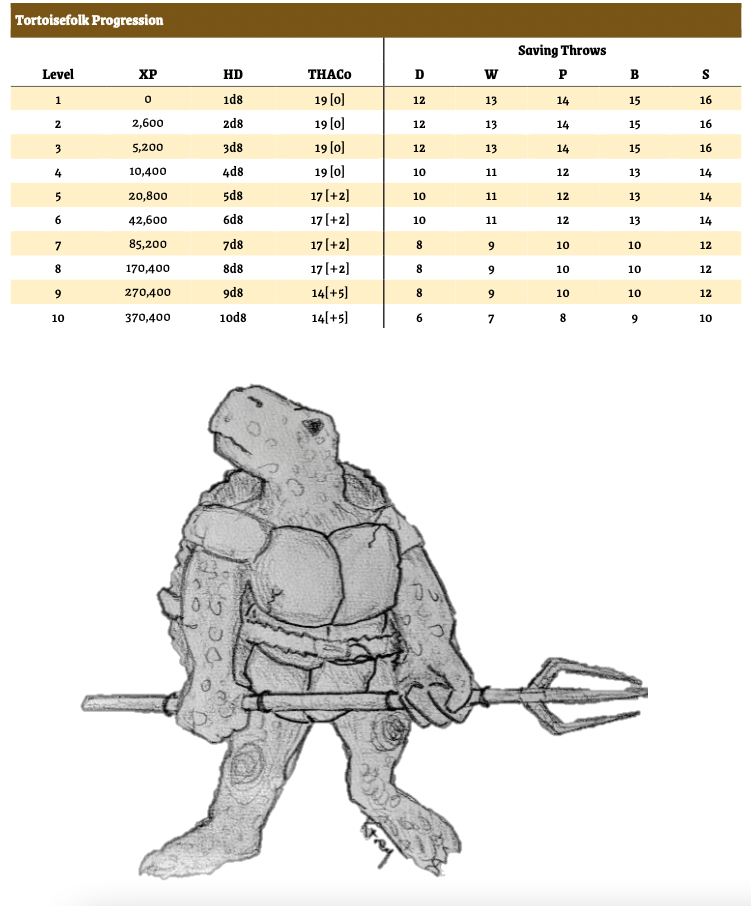 Tortoisefolk Progression
Saving Throws
Level XP HD THACo D W P B S
1 0 1d8 19 [0] 12 13 14 15 16
2 2,600 2d8 19 [0] 12 13 14 15 16
3 5,200 3d8 19 [0] 12 13 14 15 16
4 10,400 4d8 19 [0] 10 11 12 13 14
5 20,800 5d8 17 [+2] 10 11 12 13 14
6 42,600 6d8 17 [+2] 10 11 12 13 14
7 85,200 7d8 17 [+2] 8 9 10 10 12
8 170,400 8d8 17 [+2] 8 9 10 10 12
9 270,400 9d8 14[+5] 8 9 10 10 12
10 370,400 10d8 14[+5] 6 7 8 9 10